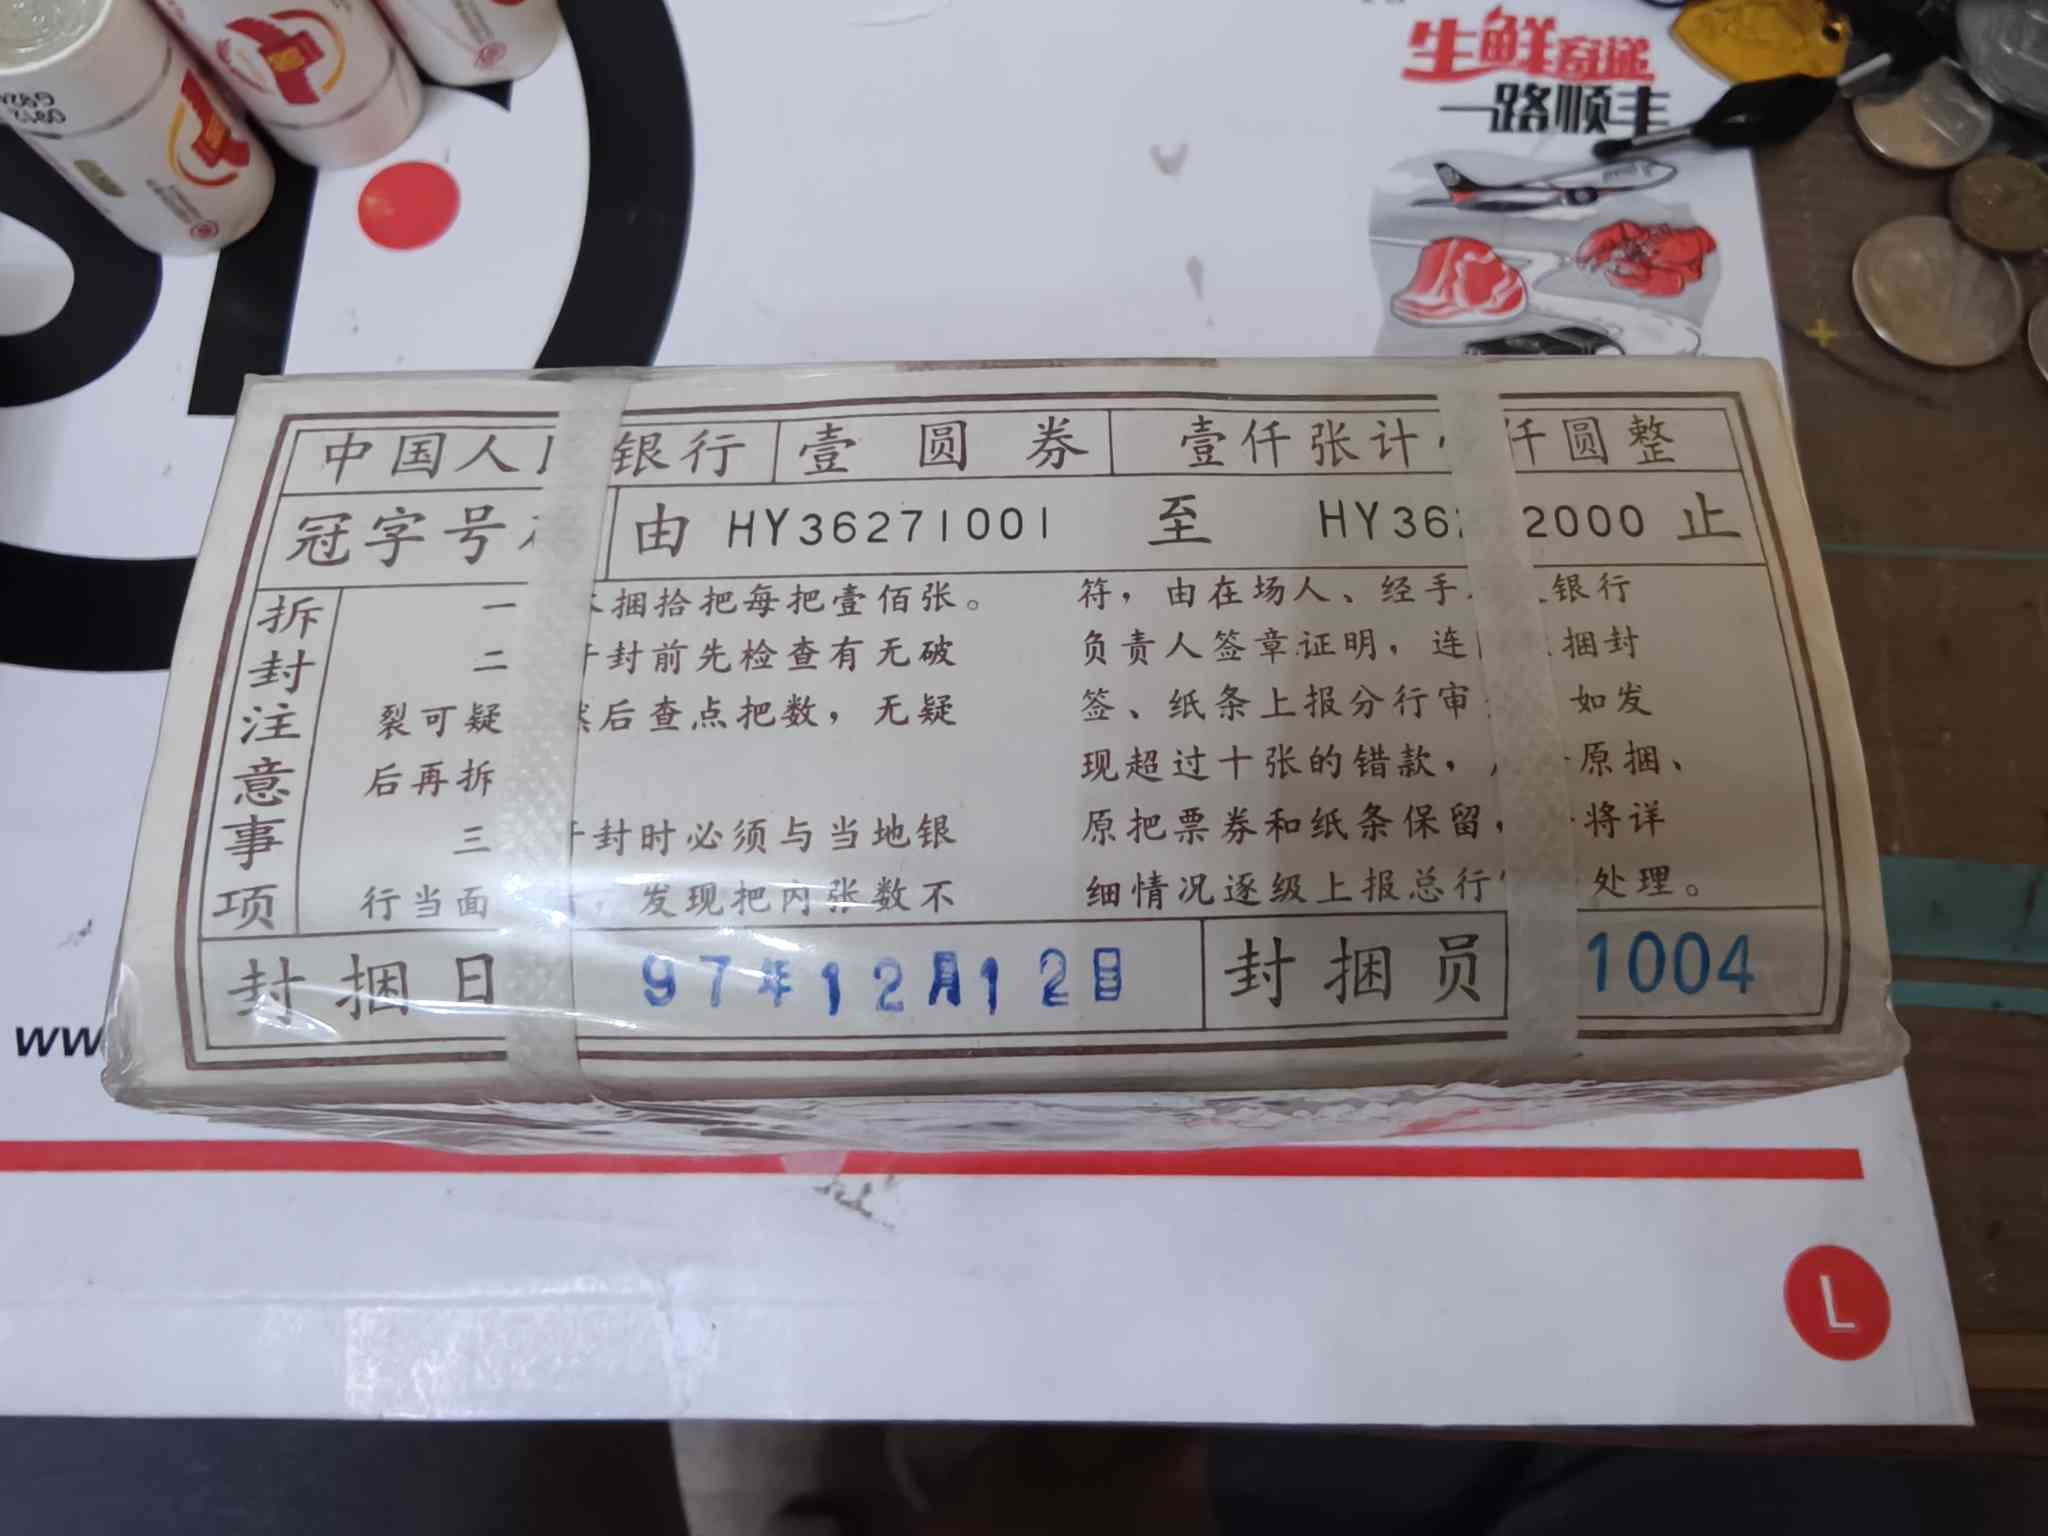 生鲜寄递
一路顺丰
中国人 银行 壹圆券 壹仟张计 仟圆整
冠字号 由 HY36271001 至 HY36 2000 止
拆封注意事项
一 捆拾把每把壹佰张。
二 封前先检查有无破
裂可疑 后查点把数，无疑
后再拆
三 封时必须与当地银
行当面 发现把内张数不
符，由在场人、经手 银行
负责人签章证明，连 捆封
签、纸条上报分行审 如发
现超过十张的错款， 原捆、
原把票券和纸条保留， 将详
细情况逐级上报总行 处理。
封捆日 97年12月12日 封捆员 1004
ww
L